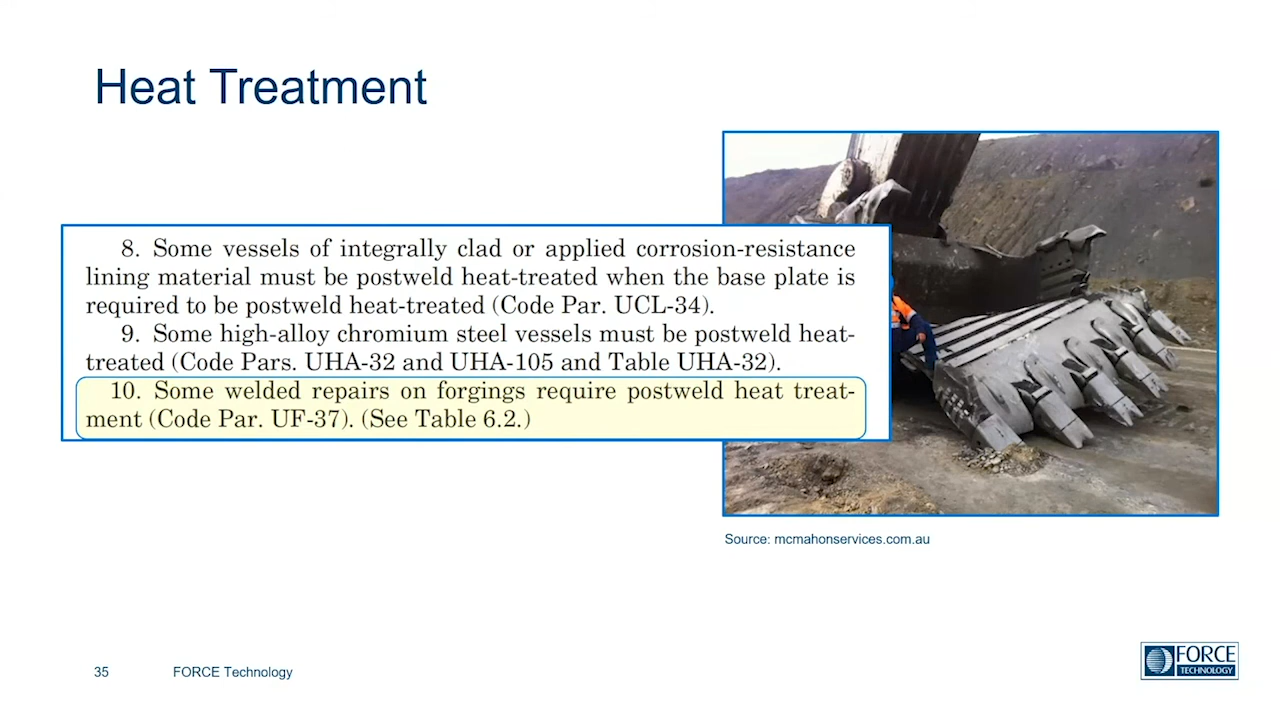 Heat Treatment
8. Some vessels of integrally clad or applied corrosion-resistance
lining material must be postweld heat-treated when the base plate is
required to be postweld heat-treated (Code Par. UCL-34).
9. Some high-alloy chromium steel vessels must be postweld heat-
treated (Code Pars. UHA-32 and UHA-105 and Table UHA-32).
10. Some welded repairs on forgings require postweld heat treat-
ment (Code Par. UF-37). (See Table 6.2.)
Source: mcmahonservices.com.au
35
FORCE Technology
FORCE
TECHNOLOGY